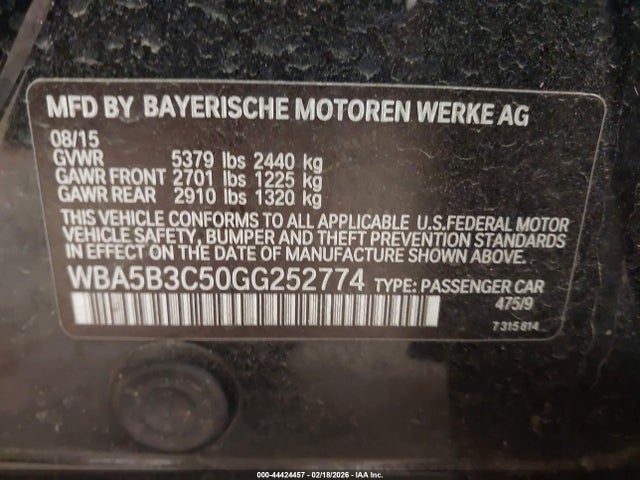 MFD BY BAYERISCHE MOTOREN WERKE AG
08/15
GVWR 5379 lbs 2440 kg
GAWR FRONT 2701 lbs 1225 kg
GAWR REAR 2910 lbs 1320 kg
THIS VEHICLE CONFORMS TO ALL APPLICABLE U.S.FEDERAL MOTOR
VEHICLE SAFETY, BUMPER AND THEFT PREVENTION STANDARDS
IN EFFECT ON THE DATE OF MANUFACTURE SHOWN ABOVE.
WBA5B3C50GG252774 TYPE: PASSENGER CAR
475/9
7 315 814
000-44424457 - 02/18/2026 - IAA Inc.